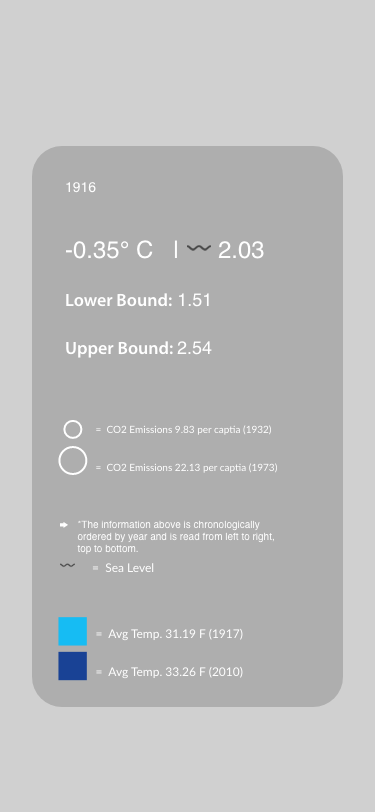 1916
-0.35° C | 2.03
Lower Bound: 1.51
Upper Bound: 2.54
= CO2 Emissions 9.83 per captia (1932)
= CO2 Emissions 22.13 per captia (1973)
"The information above is chronologically
ordered by year and is read from left to right,
top to bottom.
= Sea Level
= Avg Temp. 31.19 F (1917)
= Avg Temp. 33.26 F (2010)